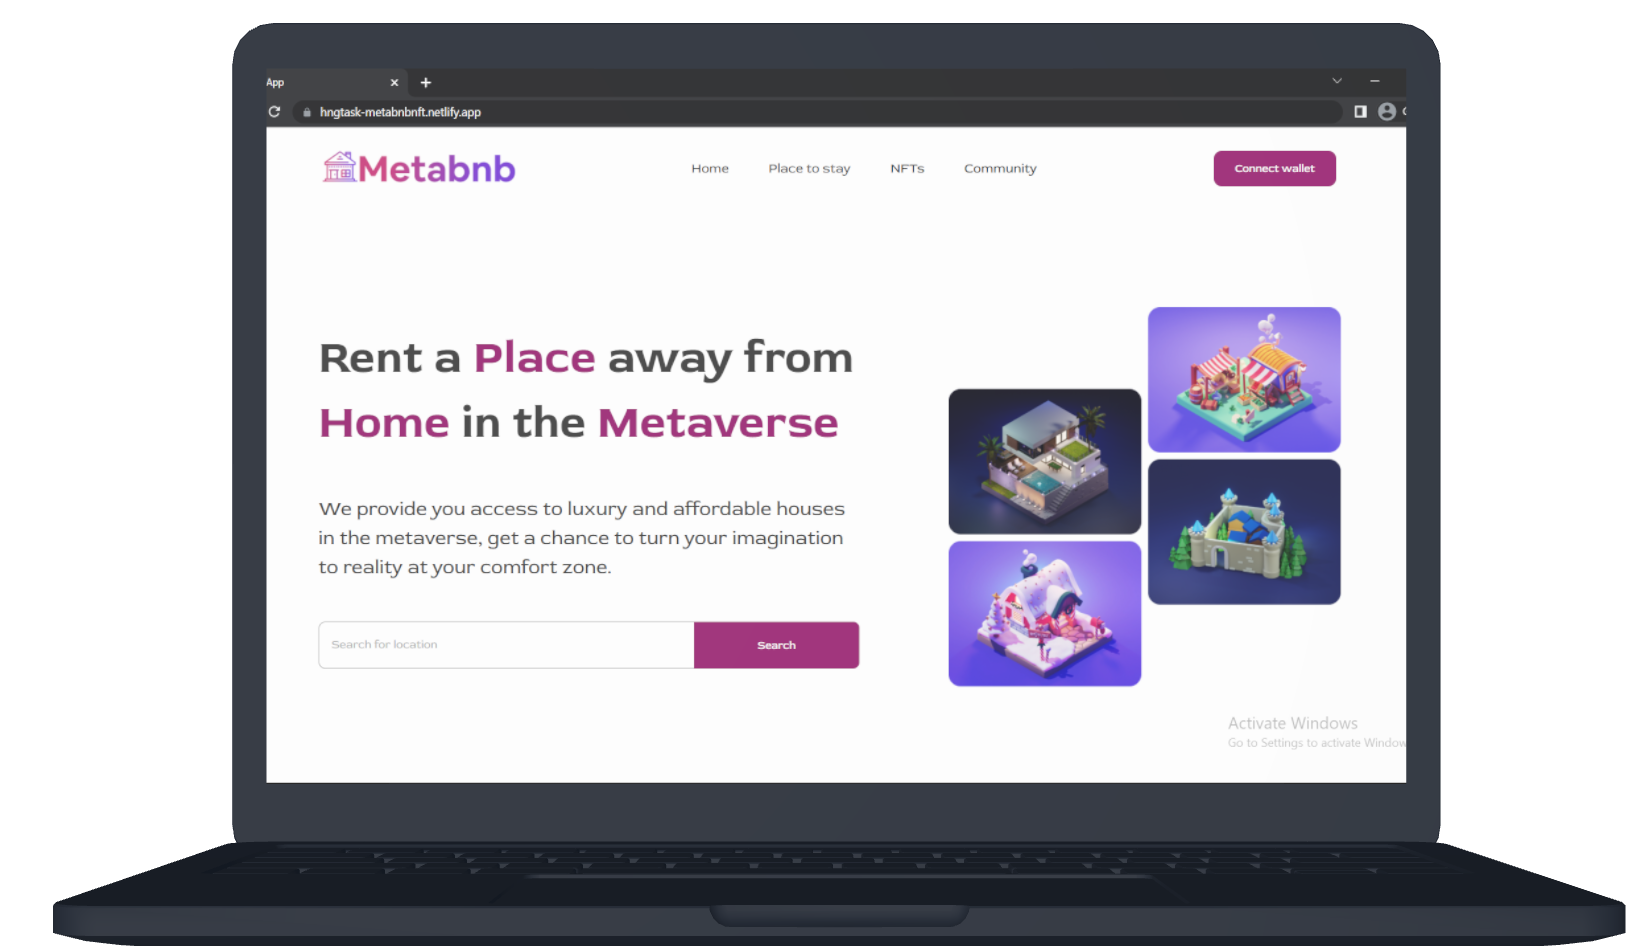 App
hngtask-metabnbnft.netlify.app
Metabnb
Home
Place to stay
NFTs
Community
Connect wallet
Rent a Place away from
Home in the Metaverse
We provide you access to luxury and affordable houses
in the metaverse, get a chance to turn your imagination
to reality at your comfort zone.
Search for location
Search
Activate Windows
Go to Settings to activate Window